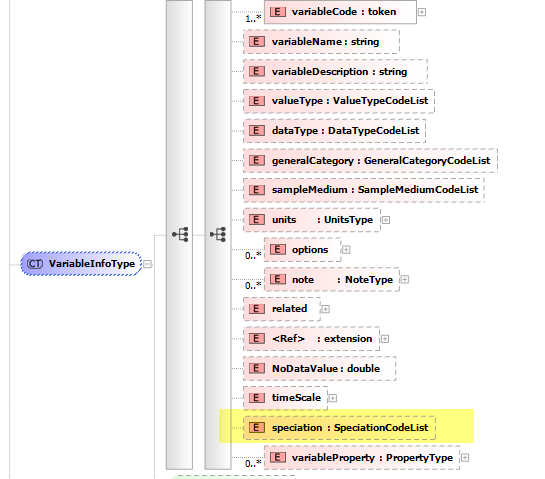 E variableCode : token
1..*
E variableName : string
E variableDescription : string
E valueType : ValueTypeCodeList
E dataType : DataTypeCodeList
E generalCategory : GeneralCategoryCodeList
E sampleMedium : SampleMediumCodeList
E units : UnitsType
CT VariableInfoType
E options
0..*
E note : NoteType
0..*
E related
E <Ref> : extension
E NoDataValue : double
E timeScale
E speciation : SpeciationCodeList
E variableProperty : PropertyType
0..*